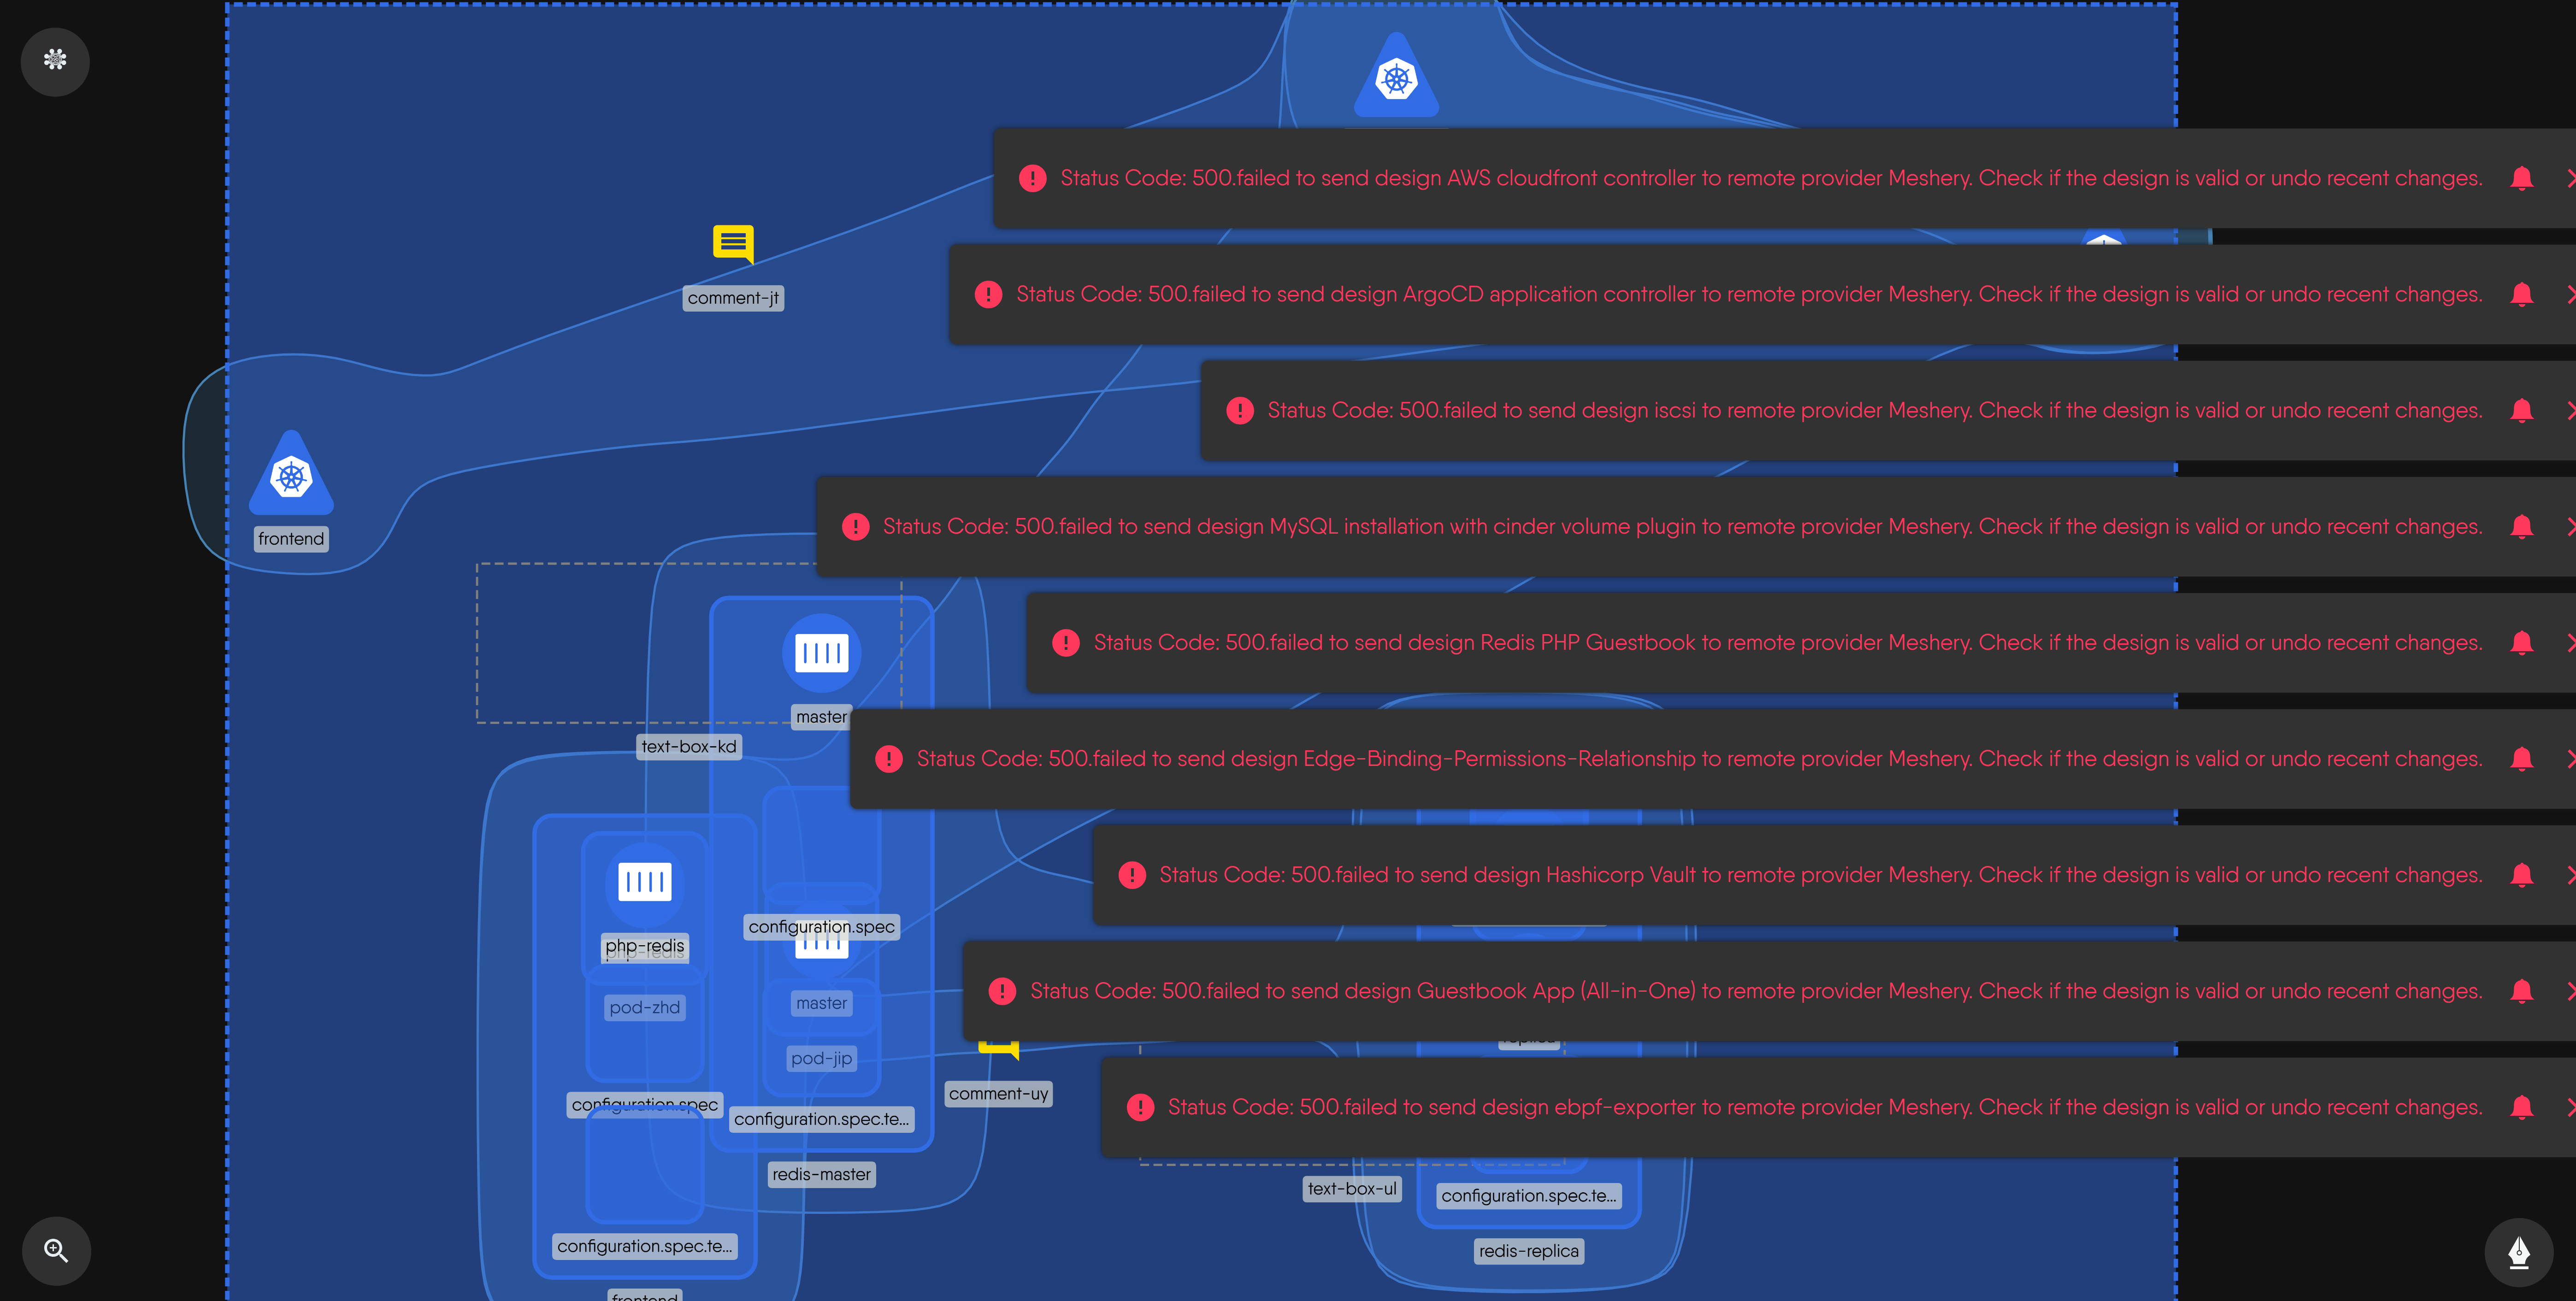 Status Code: 500.failed to send design AWS cloudfront controller to remote provider Meshery. Check if the design is valid or undo recent changes.
comment-jt
Status Code: 500.failed to send design ArgoCD application controller to remote provider Meshery. Check if the design is valid or undo recent changes.
Status Code: 500.failed to send design iscsi to remote provider Meshery. Check if the design is valid or undo recent changes.
frontend
Status Code: 500.failed to send design MySQL installation with cinder volume plugin to remote provider Meshery. Check if the design is valid or undo recent changes.
Status Code: 500.failed to send design Redis PHP Guestbook to remote provider Meshery. Check if the design is valid or undo recent changes.
master
text-box-kd
Status Code: 500.failed to send design Edge-Binding-Permissions-Relationship to remote provider Meshery. Check if the design is valid or undo recent changes.
Status Code: 500.failed to send design Hashicorp Vault to remote provider Meshery. Check if the design is valid or undo recent changes.
configuration.spec
php-redis
Status Code: 500.failed to send design Guestbook App (All-in-One) to remote provider Meshery. Check if the design is valid or undo recent changes.
pod-zhd
master
replica
pod-jip
comment-uy
configuration.spec
configuration.spec.te...
Status Code: 500.failed to send design ebpf-exporter to remote provider Meshery. Check if the design is valid or undo recent changes.
redis-master
text-box-ul
configuration.spec.te...
configuration.spec.te...
redis-replica
frontend